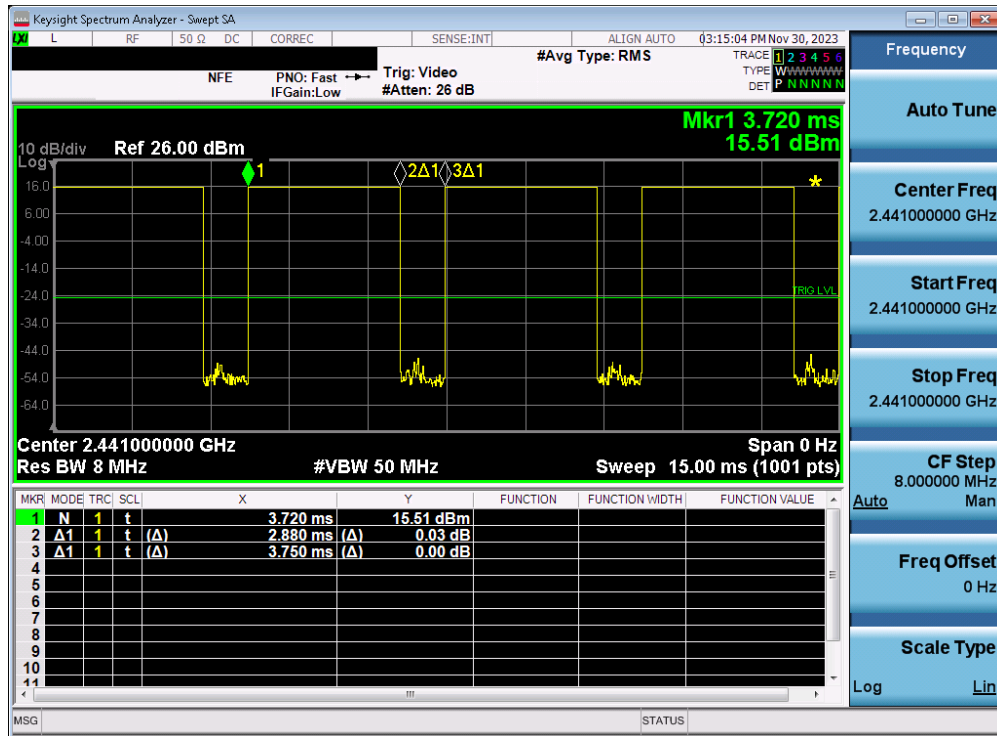 Keysight Spectrum Analyzer - Swept SA
LXI L RF 50 Ω DC CORREC SENSE:INT ALIGN AUTO 03:15:04 PM Nov 30, 2023
Frequency
NFE PNO: Fast Trig: Video #Avg Type: RMS TRACE 1 2 3 4 5 6
IFGain:Low #Atten: 26 dB TYPE WWWWWWW
DET P N N N N N
Auto Tune
Mkr1 3.720 ms
10 dB/div Ref 26.00 dBm 15.51 dBm
Log
1 2Δ1 3Δ1
16.0
6.00
-4.00
-14.0
-24.0 TRIG LVL
-34.0
-44.0
-54.0
-64.0
Center 2.441000000 GHz Span 0 Hz
Res BW 8 MHz #VBW 50 MHz Sweep 15.00 ms (1001 pts)
Center Freq
2.441000000 GHz
Start Freq
2.441000000 GHz
Stop Freq
2.441000000 GHz
CF Step
8.000000 MHz
Auto Man
Freq Offset
0 Hz
Scale Type
Log Lin
MKR MODE TRC SCL X Y FUNCTION FUNCTION WIDTH FUNCTION VALUE
1 N 1 t 3.720 ms 15.51 dBm
2 Δ1 1 t (Δ) 2.880 ms (Δ) 0.03 dB
3 Δ1 1 t (Δ) 3.750 ms (Δ) 0.00 dB
4
5
6
7
8
9
10
11
MSG STATUS